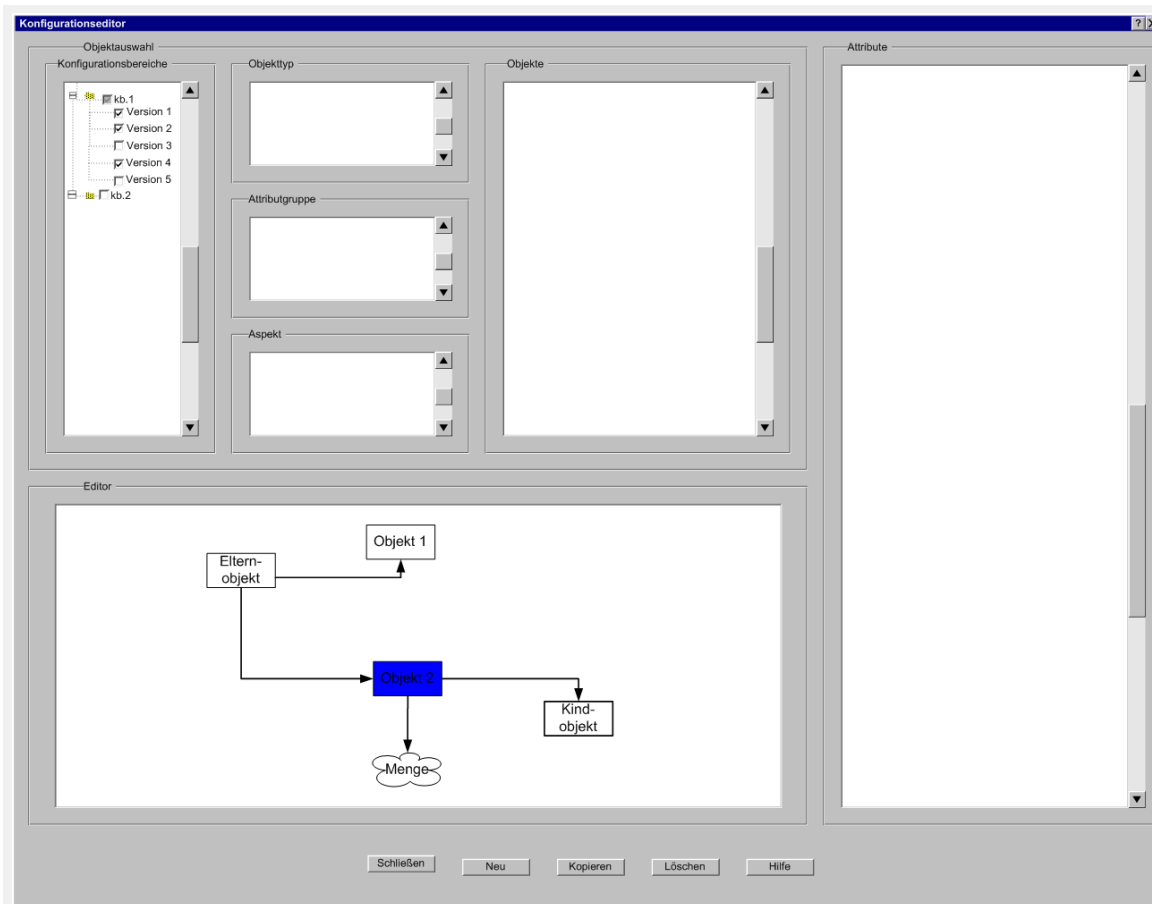 Konfigurationseditor
Objektauswahl
Konfigurationsbereiche
kb.1
Version 1
Version 2
Version 3
Version 4
Version 5
kb.2
Objekttyp
Attributgruppe
Aspekt
Objekte
Attribute
Editor
Eltern-
objekt
Objekt 1
Objekt 2
Kind-
objekt
Menge
Schließen
Neu
Kopieren
Löschen
Hilfe